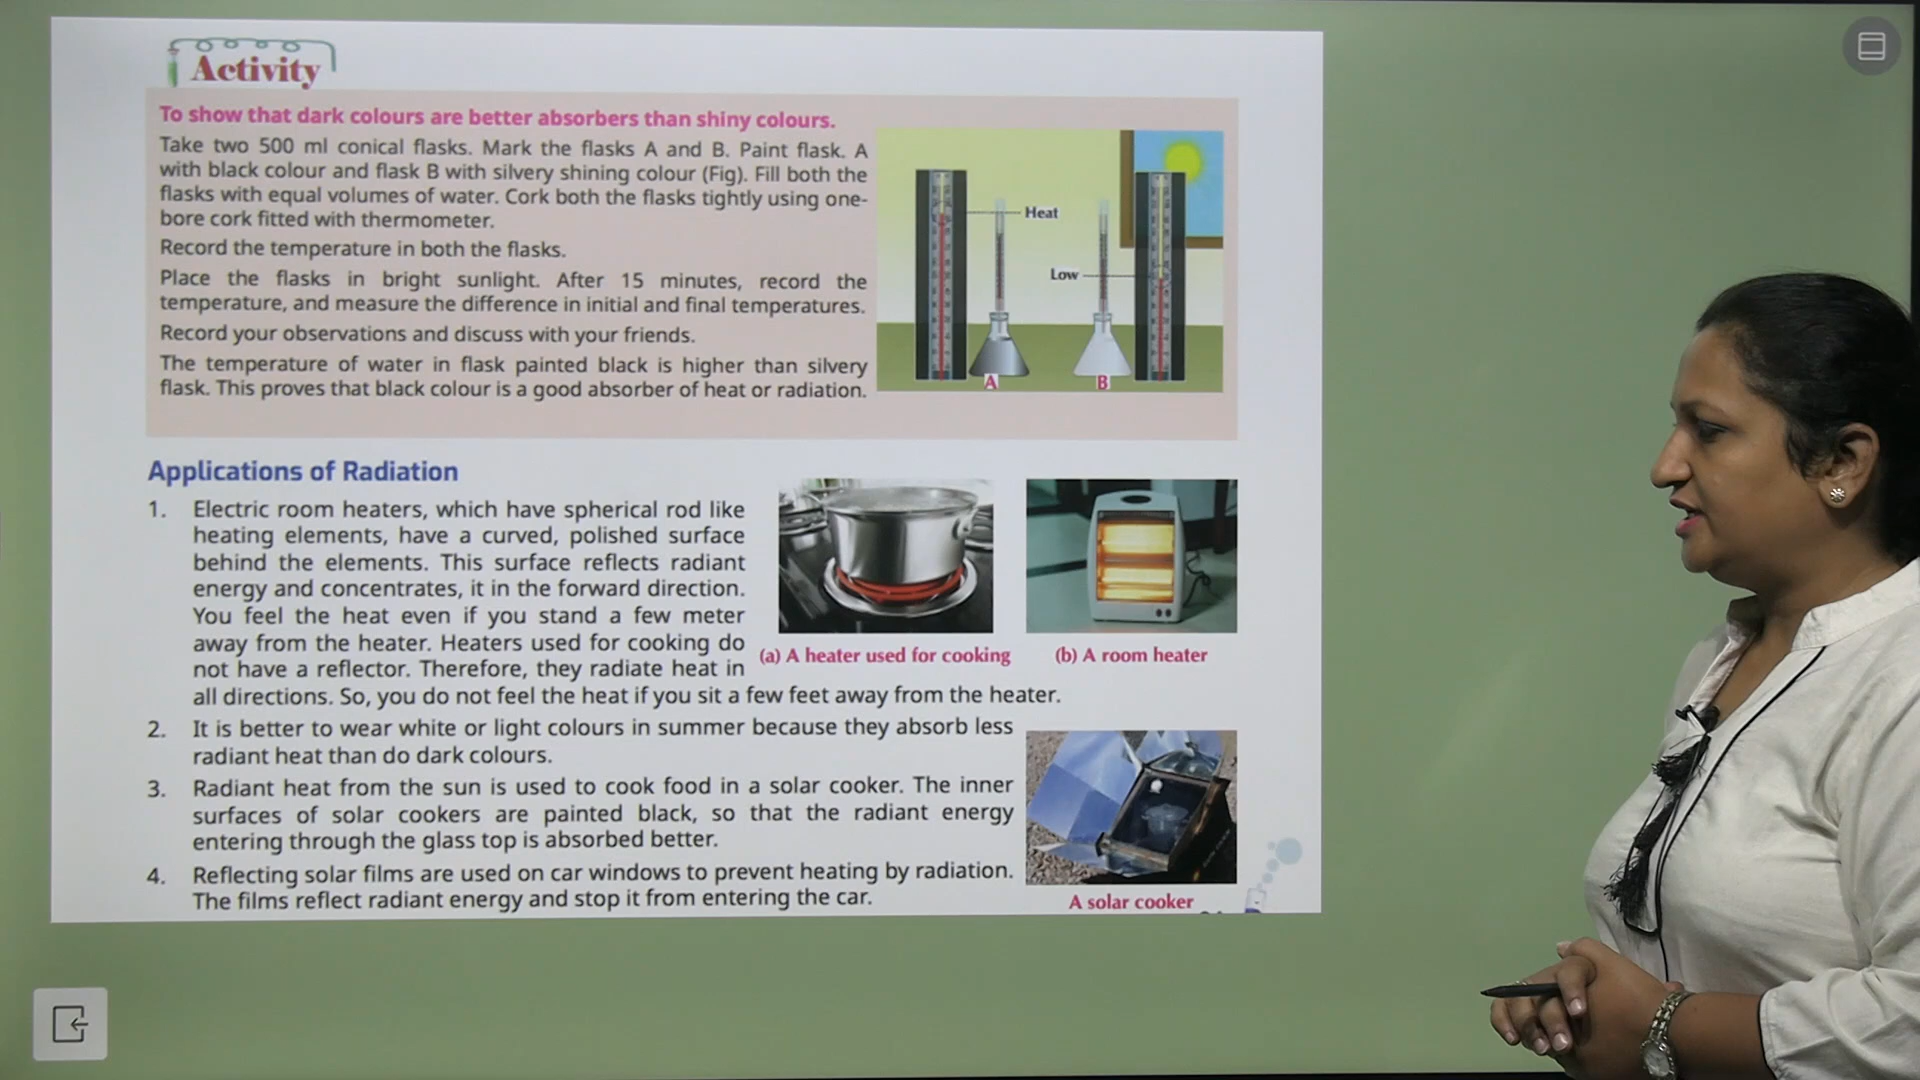 Activity
To show that dark colours are better absorbers than shiny colours.
Take two 500 ml conical flasks. Mark the flasks A and B. Paint flask. A
with black colour and flask B with silvery shining colour (Fig). Fill both the
flasks with equal volumes of water. Cork both the flasks tightly using one-
bore cork fitted with thermometer.
Record the temperature in both the flasks.
Place the flasks in bright sunlight. After 15 minutes, record the
temperature, and measure the difference in initial and final temperatures.
Record your observations and discuss with your friends.
The temperature of water in flask painted black is higher than silvery
flask. This proves that black colour is a good absorber of heat or radiation.
Heat
Low
A
B
Applications of Radiation
1. Electric room heaters, which have spherical rod like
heating elements, have a curved, polished surface
behind the elements. This surface reflects radiant
energy and concentrates, it in the forward direction.
You feel the heat even if you stand a few meter
away from the heater. Heaters used for cooking do
not have a reflector. Therefore, they radiate heat in
all directions. So, you do not feel the heat if you sit a few feet away from the heater.
(a) A heater used for cooking
(b) A room heater
2. It is better to wear white or light colours in summer because they absorb less
radiant heat than do dark colours.
3. Radiant heat from the sun is used to cook food in a solar cooker. The inner
surfaces of solar cookers are painted black, so that the radiant energy
entering through the glass top is absorbed better.
4. Reflecting solar films are used on car windows to prevent heating by radiation.
The films reflect radiant energy and stop it from entering the car.
A solar cooker